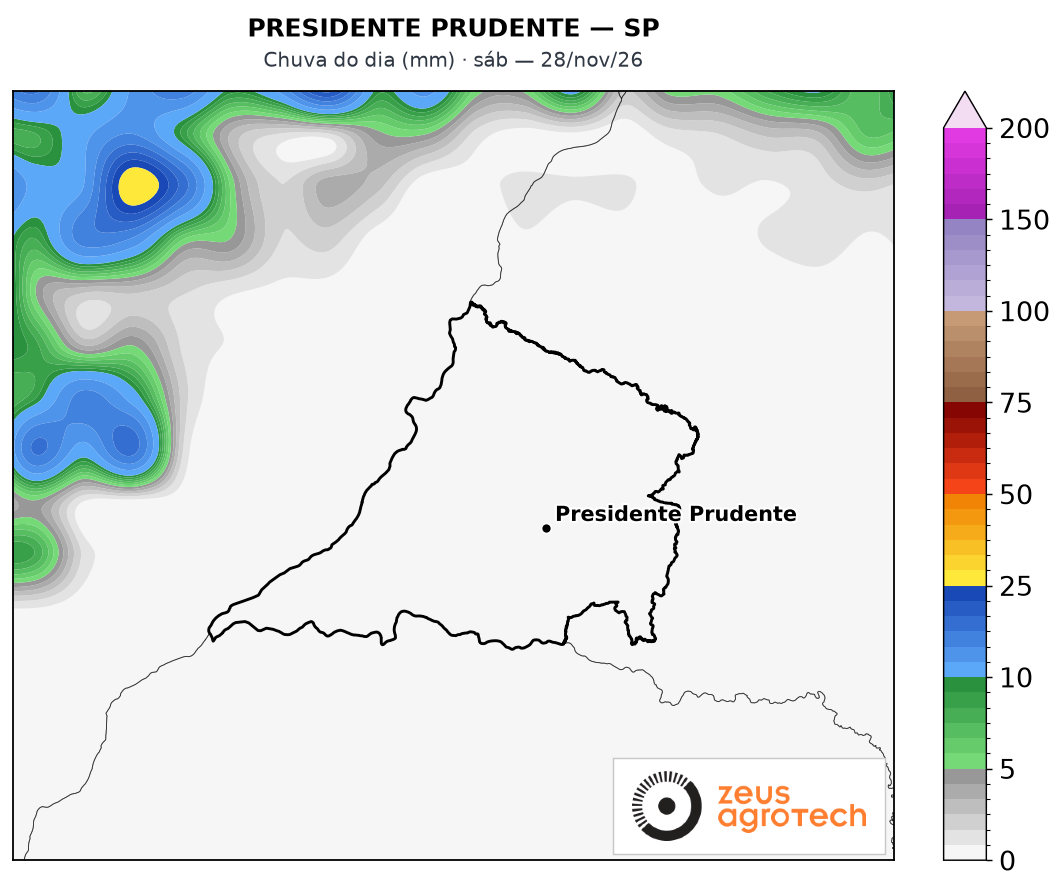 PRESIDENTE PRUDENTE — SP
Chuva do dia (mm) · sáb — 28/nov/26
200
150
100
75
50
25
10
5
0
Presidente Prudente
zeus
agrotech